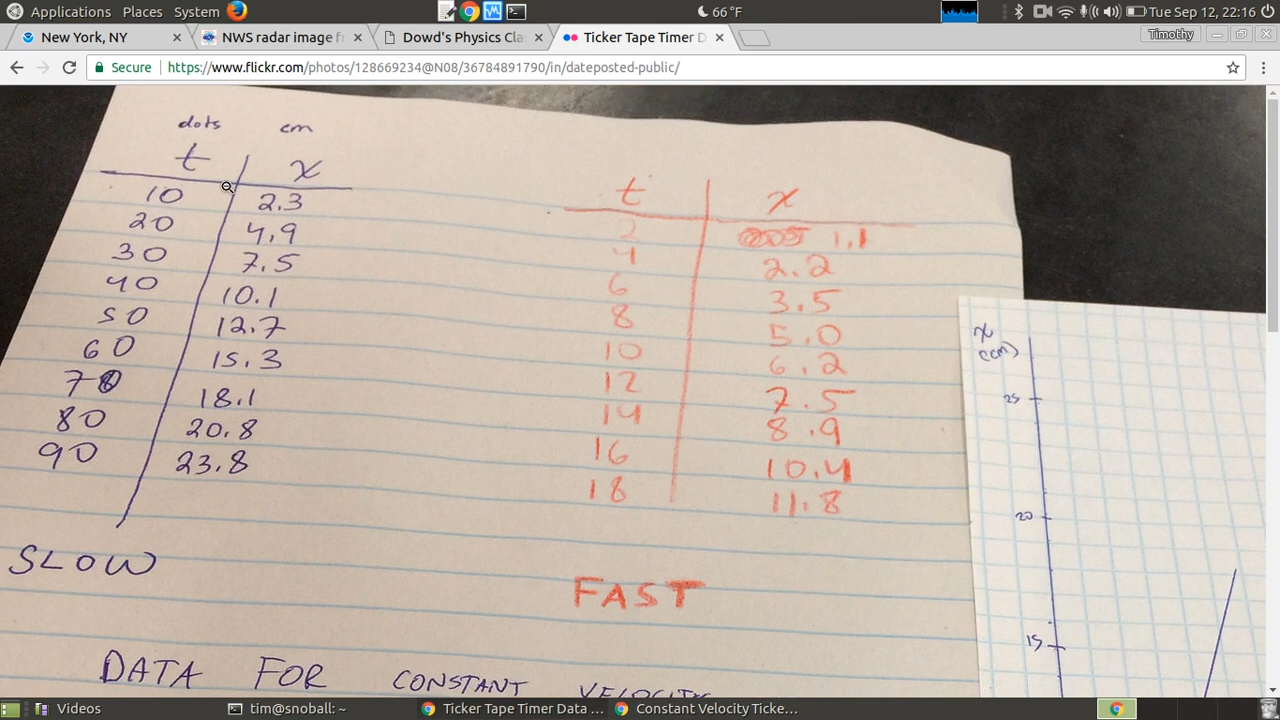 Applications Places System 66 °F Tue Sep 12, 22:16
New York, NY NWS radar image f Dowd's Physics Cla Ticker Tape Timer D Timothy
Secure https://www.flickr.com/photos/128669234@N08/36784891790/in/dateposted-public/
dots cm
t x
10 2.3
20 4.9
30 7.5
40 10.1
50 12.7
60 15.3
70 18.1
80 20.8
90 23.8
SLOW
t x
2 1.1
4 2.2
6 3.5
8 5.0
10 6.2
12 7.5
14 8.9
16 10.4
18 11.8
FAST
x
(cm)
25
20
15
DATA FOR CONSTANT VELOCITY
Videos tim@snoball: ~ Ticker Tape Timer Data ... Constant Velocity Ticke...